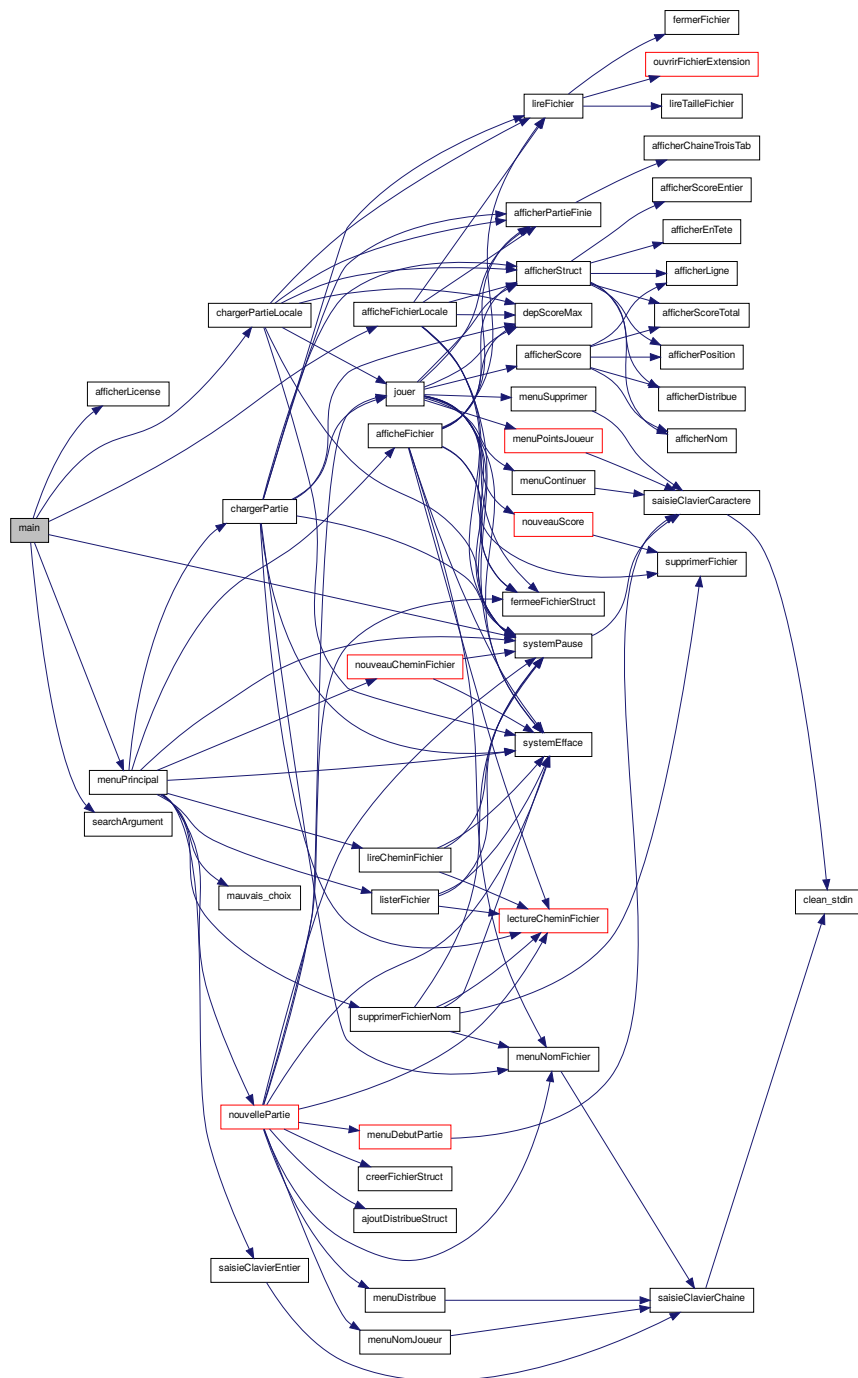 fermerFichier
ouvrirFichierExtension
lireFichier
lireTailleFichier
afficherChaineTroisTab
afficherScoreEntier
afficherPartieFinie
afficherEnTete
afficherStruct
afficherLigne
chargerPartieLocale
afficheFichierLocale
depScoreMax
afficherScoreTotal
afficherScore
afficherPosition
afficherLicense
jouer
menuSupprimer
afficherDistribue
afficheFichier
menuPointsJoueur
afficherNom
menuContinuer
saisieClavierCaractere
chargerPartie
main
nouveauScore
supprimerFichier
fermeeFichierStruct
systemPause
nouveauCheminFichier
systemEfface
menuPrincipal
searchArgument
lireCheminFichier
mauvais_choix
listerFichier
clean_stdin
lectureCheminFichier
supprimerFichierNom
menuNomFichier
nouvellePartie
menuDebutPartie
creerFichierStruct
ajoutDistribueStruct
saisieClavierEntier
menuDistribue
saisieClavierChaine
menuNomJoueur